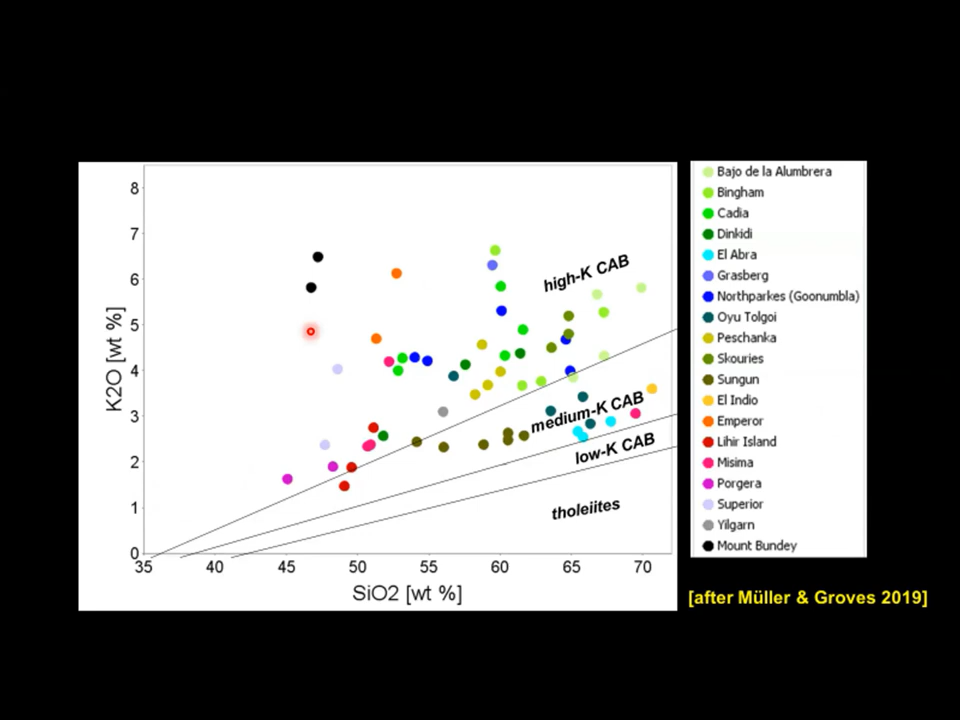 8
7
6
5
4
3
2
1
0
35 40 45 50 55 60 65 70
K2O [wt %]
SiO2 [wt %]
high-K CAB
medium-K CAB
low-K CAB
tholeiites
Bajo de la Alumbrera
Bingham
Cadia
Dinkidi
El Abra
Grasberg
Northparkes (Goonumbla)
Oyu Tolgoi
Peschanka
Skouries
Sungun
El Indio
Emperor
Lihir Island
Misima
Porgera
Superior
Yilgarn
Mount Bundey
[after Müller & Groves 2019]